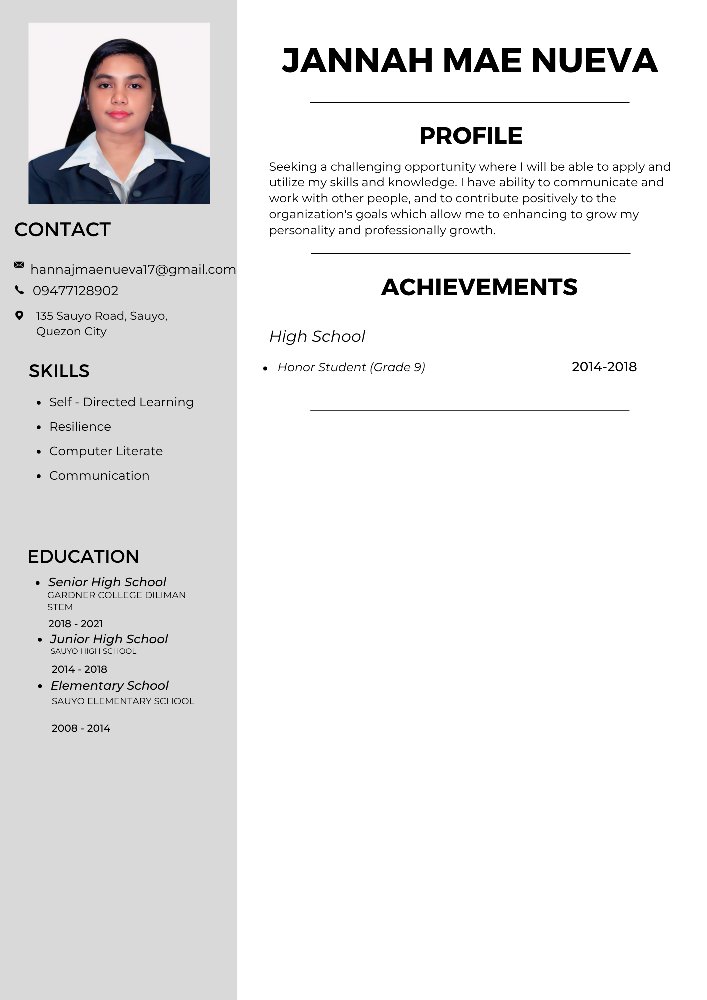 JANNAH MAE NUEVA
PROFILE
Seeking a challenging opportunity where I will be able to apply and
utilize my skills and knowledge. I have ability to communicate and
work with other people, and to contribute positively to the
organization's goals which allow me to enhancing to grow my
personality and professionally growth.
ACHIEVEMENTS
High School
• Honor Student (Grade 9) 2014-2018
CONTACT
hannajmaenueva17@gmail.com
09477128902
135 Sauyo Road, Sauyo,
Quezon City
SKILLS
• Self - Directed Learning
• Resilience
• Computer Literate
• Communication
EDUCATION
• Senior High School
GARDNER COLLEGE DILIMAN
STEM
2018 - 2021
• Junior High School
SAUYO HIGH SCHOOL
2014 - 2018
• Elementary School
SAUYO ELEMENTARY SCHOOL
2008 - 2014